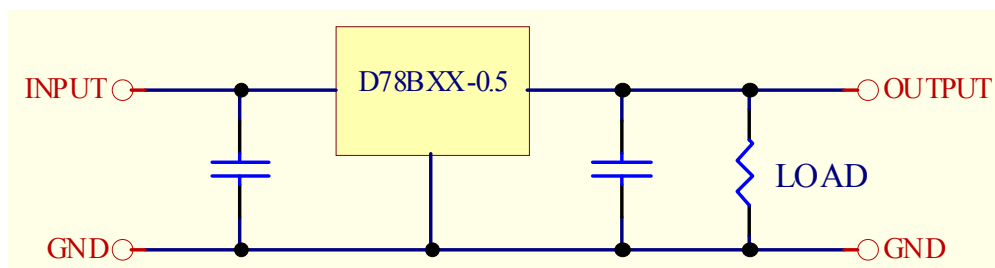 D78BXX-0.5
INPUT
OUTPUT
LOAD
GND
GND